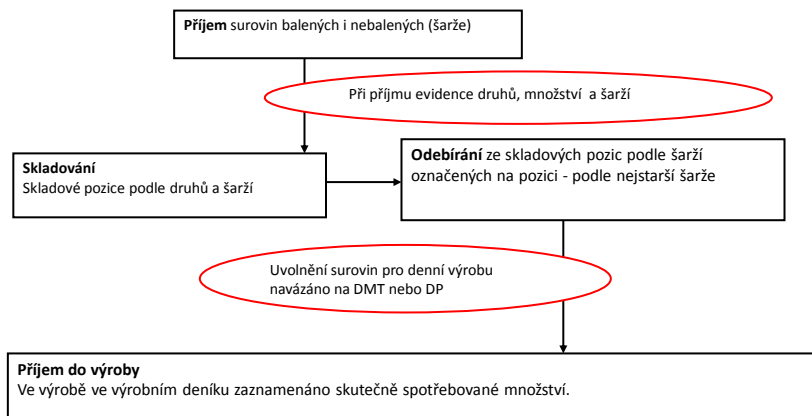 Příjem surovin balených i nebalených (šarže)
Při příjmu evidence druhů, množství a šarží
Skladování
Skladové pozice podle druhů a šarží
Odebírání ze skladových pozic podle šarží
označených na pozici - podle nejstarší šarže
Uvolnění surovin pro denní výrobu
navázáno na DMT nebo DP
Příjem do výroby
Ve výrobě ve výrobním deníku zaznamenáno skutečně spotřebované množství.